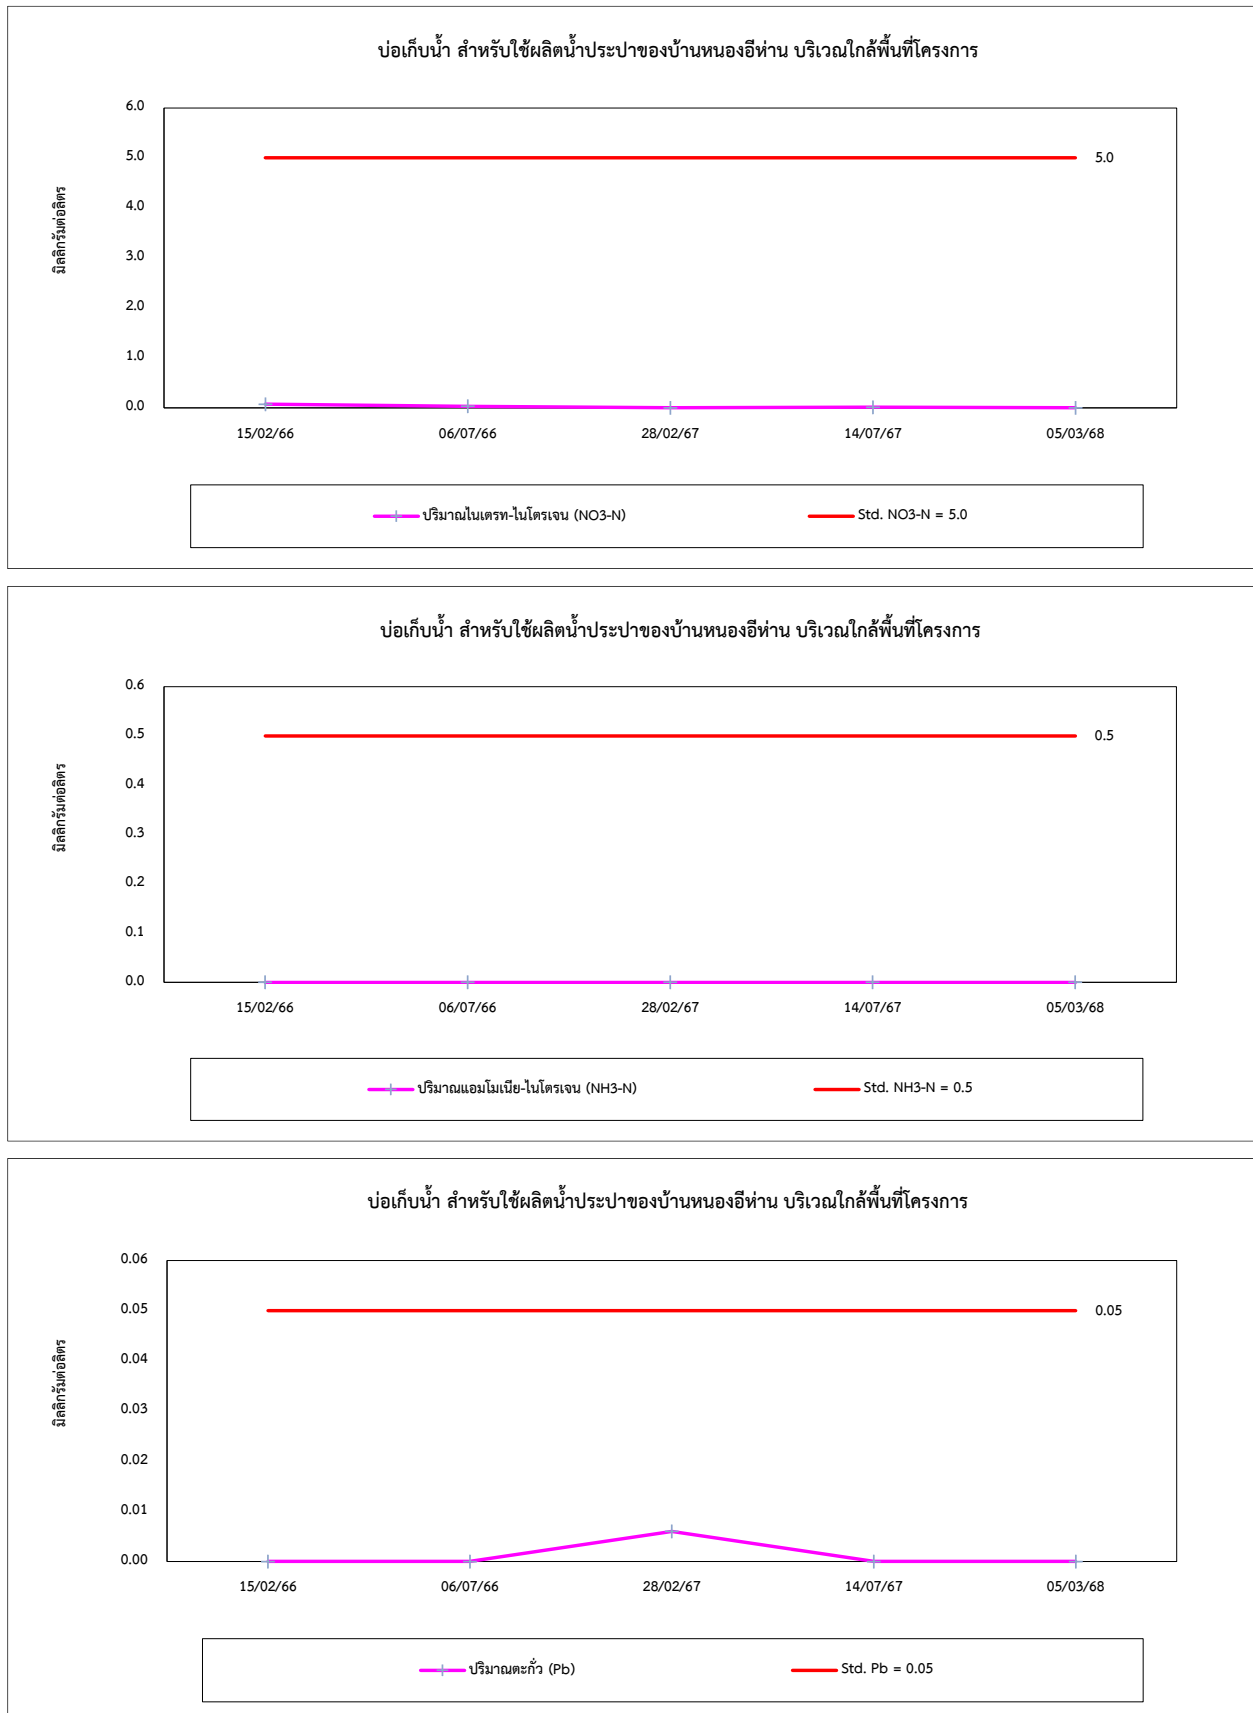 บ่อเก็บน้ำ สำหรับใช้ผลิตน้ำประปาของบ้านหนองอีห่าน บริเวณใกล้พื้นที่โครงการ
มิลลิกรัมต่อลิตร
6.0
5.0
4.0
3.0
2.0
1.0
0.0
5.0
15/02/66 06/07/66 28/02/67 14/07/67 05/03/68
ปริมาณไนเตรท-ไนโตรเจน (NO3-N) Std. NO3-N = 5.0
บ่อเก็บน้ำ สำหรับใช้ผลิตน้ำประปาของบ้านหนองอีห่าน บริเวณใกล้พื้นที่โครงการ
มิลลิกรัมต่อลิตร
0.6
0.5
0.4
0.3
0.2
0.1
0.0
0.5
15/02/66 06/07/66 28/02/67 14/07/67 05/03/68
ปริมาณแอมโมเนีย-ไนโตรเจน (NH3-N) Std. NH3-N = 0.5
บ่อเก็บน้ำ สำหรับใช้ผลิตน้ำประปาของบ้านหนองอีห่าน บริเวณใกล้พื้นที่โครงการ
มิลลิกรัมต่อลิตร
0.06
0.05
0.04
0.03
0.02
0.01
0.00
0.05
15/02/66 06/07/66 28/02/67 14/07/67 05/03/68
ปริมาณตะกั่ว (Pb) Std. Pb = 0.05